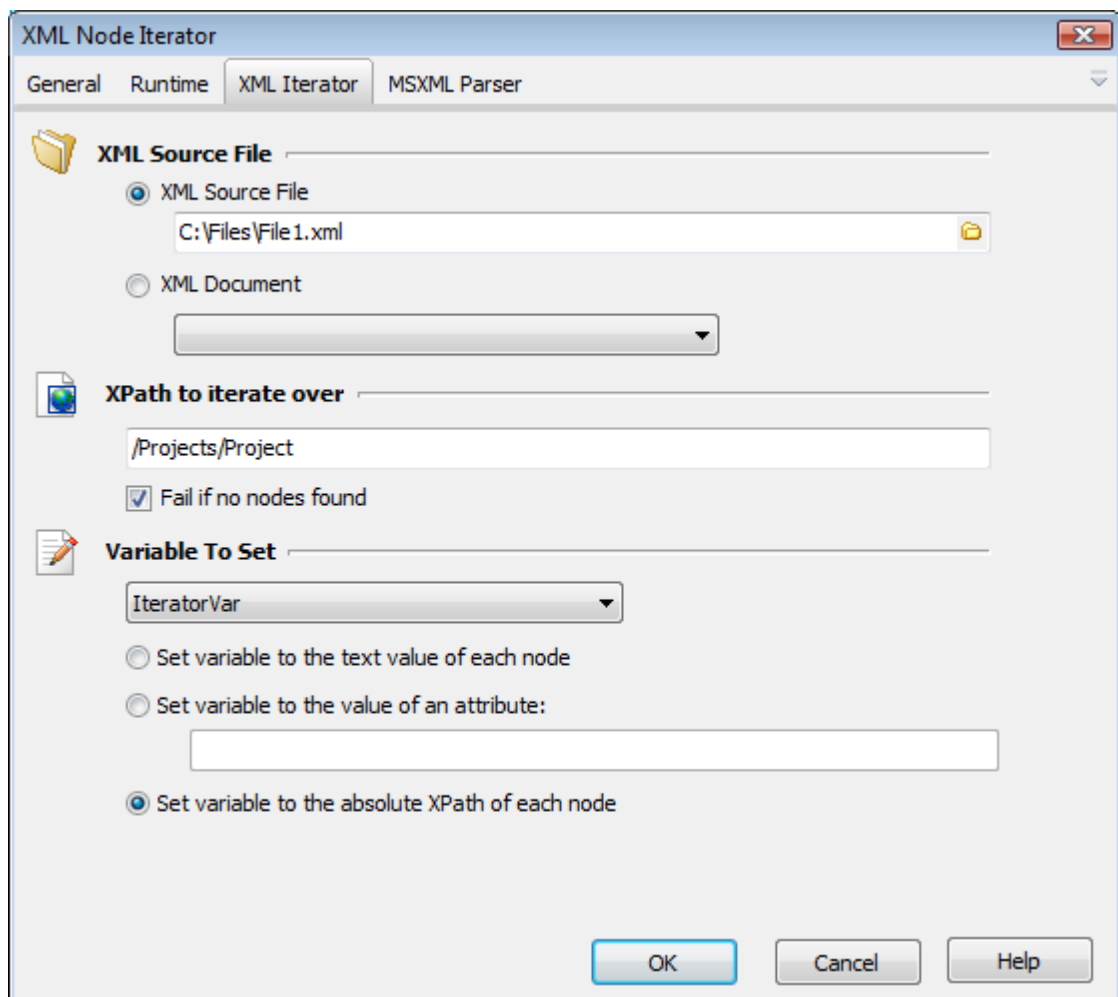 XML Node Iterator
General Runtime XML Iterator MSXML Parser
XML Source File
XML Source File
C:\Files\File1.xml
XML Document
XPath to iterate over
/Projects/Project
Fail if no nodes found
Variable To Set
IteratorVar
Set variable to the text value of each node
Set variable to the value of an attribute:
Set variable to the absolute XPath of each node
OK Cancel Help